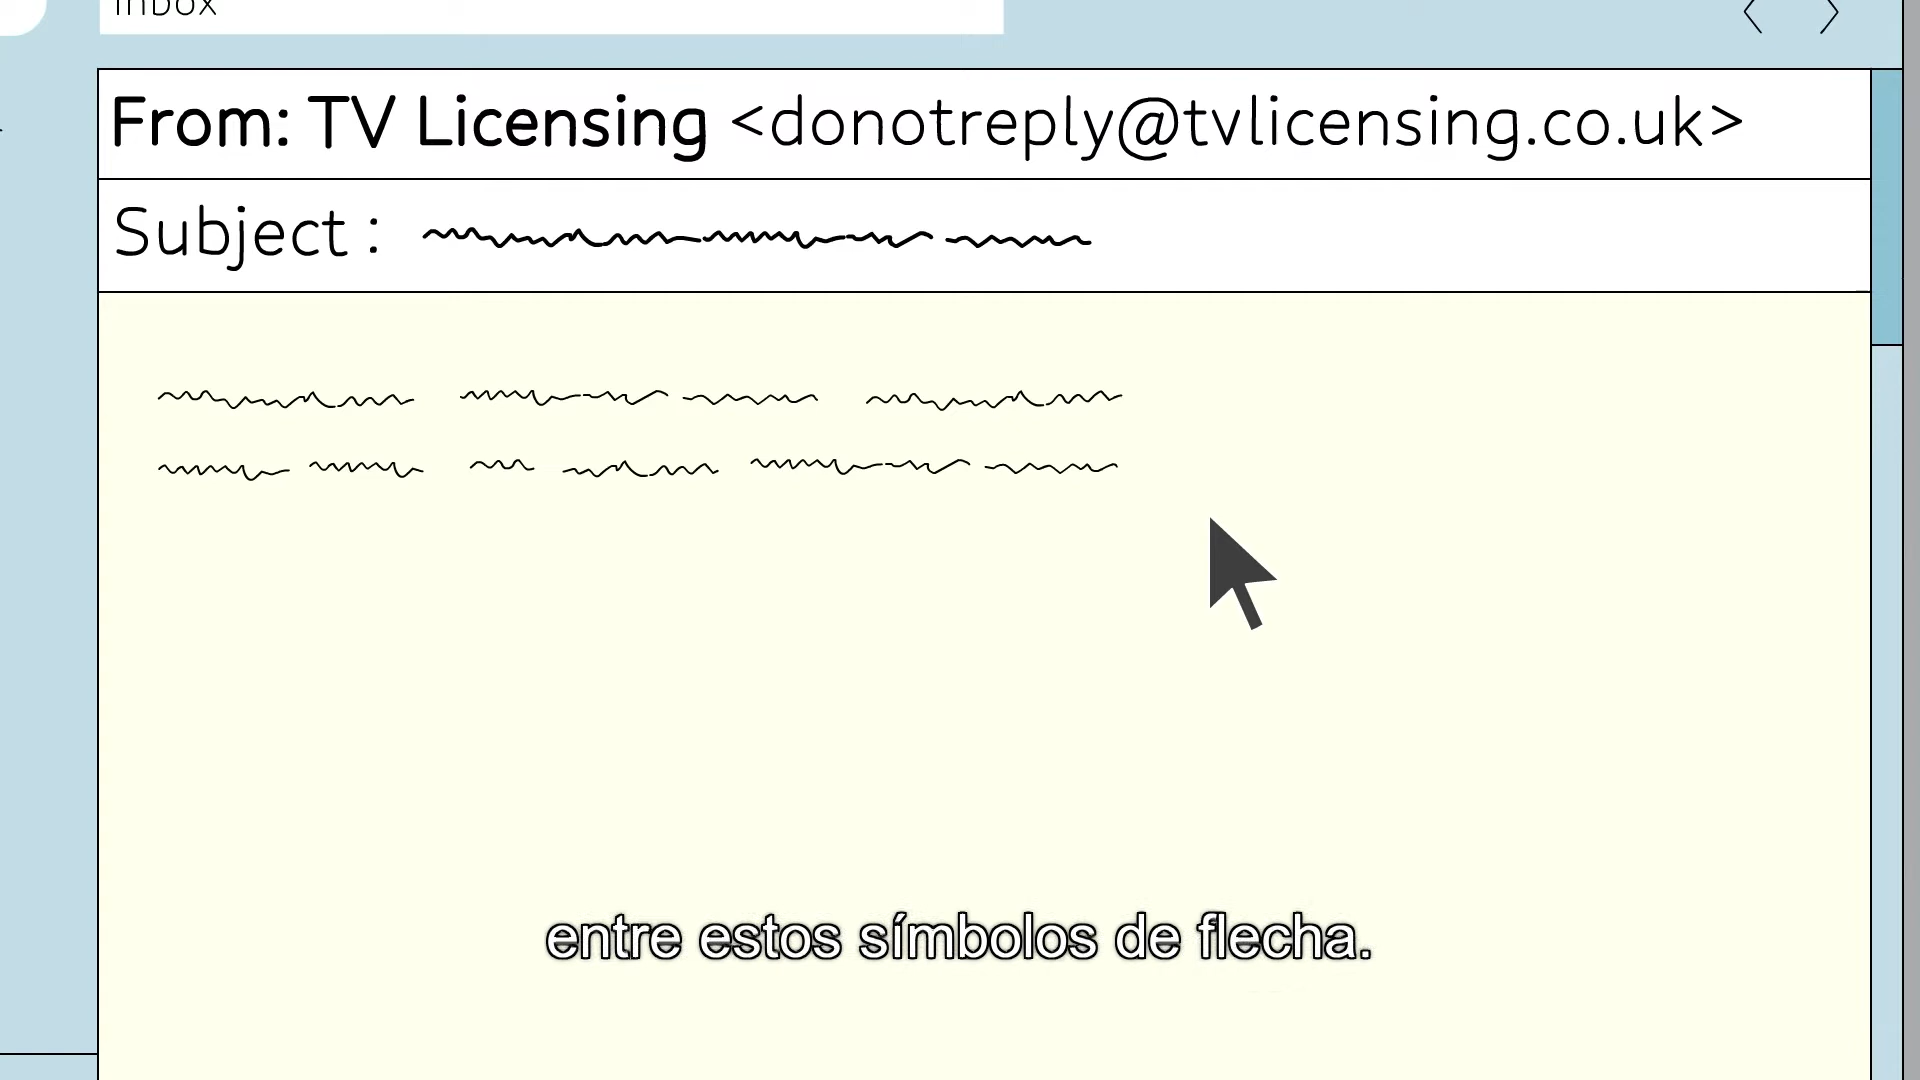 Inbox
From: TV Licensing <donotreply@tvlicensing.co.uk>
Subject :
entre estos símbolos de flecha.